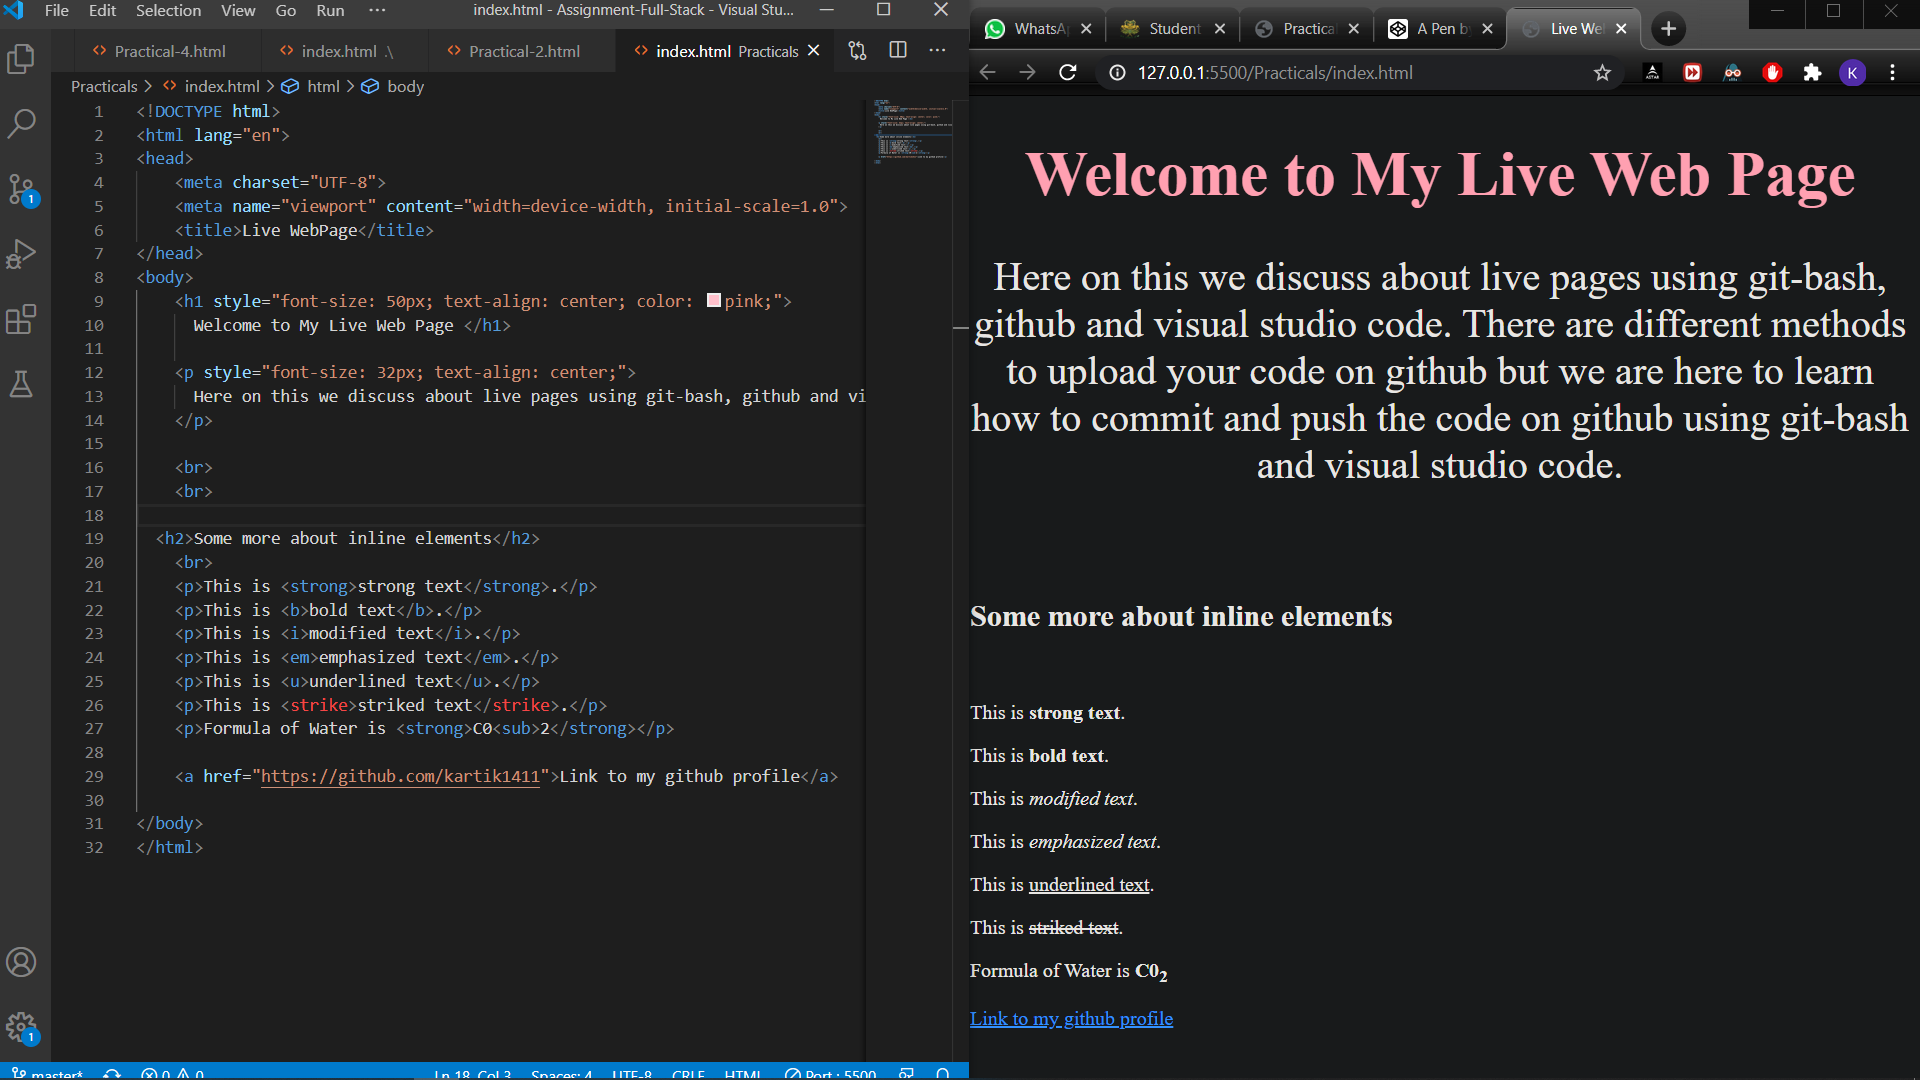 File Edit Selection View Go Run ··· index.html - Assignment-Full-Stack - Visual Stu...
Practical-4.html index.html .\ Practical-2.html index.html Practicals
Practicals > index.html > html > body
1 <!DOCTYPE html>
2 <html lang="en">
3 <head>
4 <meta charset="UTF-8">
5 <meta name="viewport" content="width=device-width, initial-scale=1.0">
6 <title>Live WebPage</title>
7 </head>
8 <body>
9 <h1 style="font-size: 50px; text-align: center; color: pink;">
10 Welcome to My Live Web Page </h1>
11
12 <p style="font-size: 32px; text-align: center;">
13 Here on this we discuss about live pages using git-bash, github and vi
14 </p>
15
16 <br>
17 <br>
18
19 <h2>Some more about inline elements</h2>
20 <br>
21 <p>This is <strong>strong text</strong>.</p>
22 <p>This is <b>bold text</b>.</p>
23 <p>This is <i>modified text</i>.</p>
24 <p>This is <em>emphasized text</em>.</p>
25 <p>This is <u>underlined text</u>.</p>
26 <p>This is <strike>striked text</strike>.</p>
27 <p>Formula of Water is <strong>C0<sub>2</strong></p>
28
29 <a href="https://github.com/kartik1411">Link to my github profile</a>
30
31 </body>
32 </html>
1
1
master* 0 0 Ln 18, Col 3 Spaces: 4 UTF-8 CRLF HTML Port : 5500
WhatsAp Student Practica A Pen b Live We
127.0.0.1:5500/Practicals/index.html K
Welcome to My Live Web Page
Here on this we discuss about live pages using git-bash,
github and visual studio code. There are different methods
to upload your code on github but we are here to learn
how to commit and push the code on github using git-bash
and visual studio code.
Some more about inline elements
This is strong text.
This is bold text.
This is modified text.
This is emphasized text.
This is underlined text.
This is striked text.
Formula of Water is C02
Link to my github profile